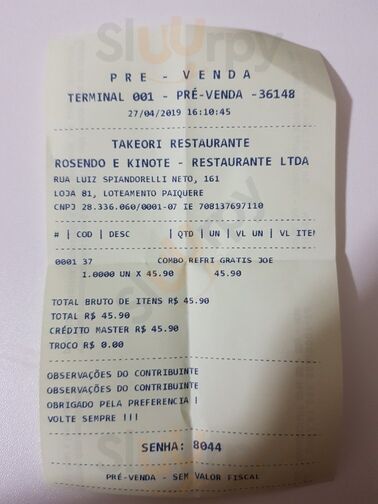 PRE - VENDA
TERMINAL 001 - PRÉ-VENDA -36148
27/04/2019 16:10:45
TAKEORI RESTAURANTE
ROSENDO E KINOTE - RESTAURANTE LTDA
RUA LUIZ SPIANDORELLI NETO, 161
LOJA 01, LOTEAMENTO PAIQUERE
CNPJ 28.336.060/0001-07 IE 708137697110
# | COD | DESC | QTD | UN | VL UN | VL ITEM
0001 37 COMBO REFRI GRATIS JOE
1.0000 UN X 45.90 45.90
TOTAL BRUTO DE ITENS R$ 45.90
TOTAL R$ 45.90
CRÉDITO MASTER R$ 45.90
TROCO R$ 0.00
OBSERVAÇÕES DO CONTRIBUINTE
OBSERVAÇÕES DO CONTRIBUINTE
OBRIGADO PELA PREFERENCIA !
VOLTE SEMPRE !!!
SENHA: 8044
PRÉ-VENDA - SEM VALOR FISCAL
Sluurpy